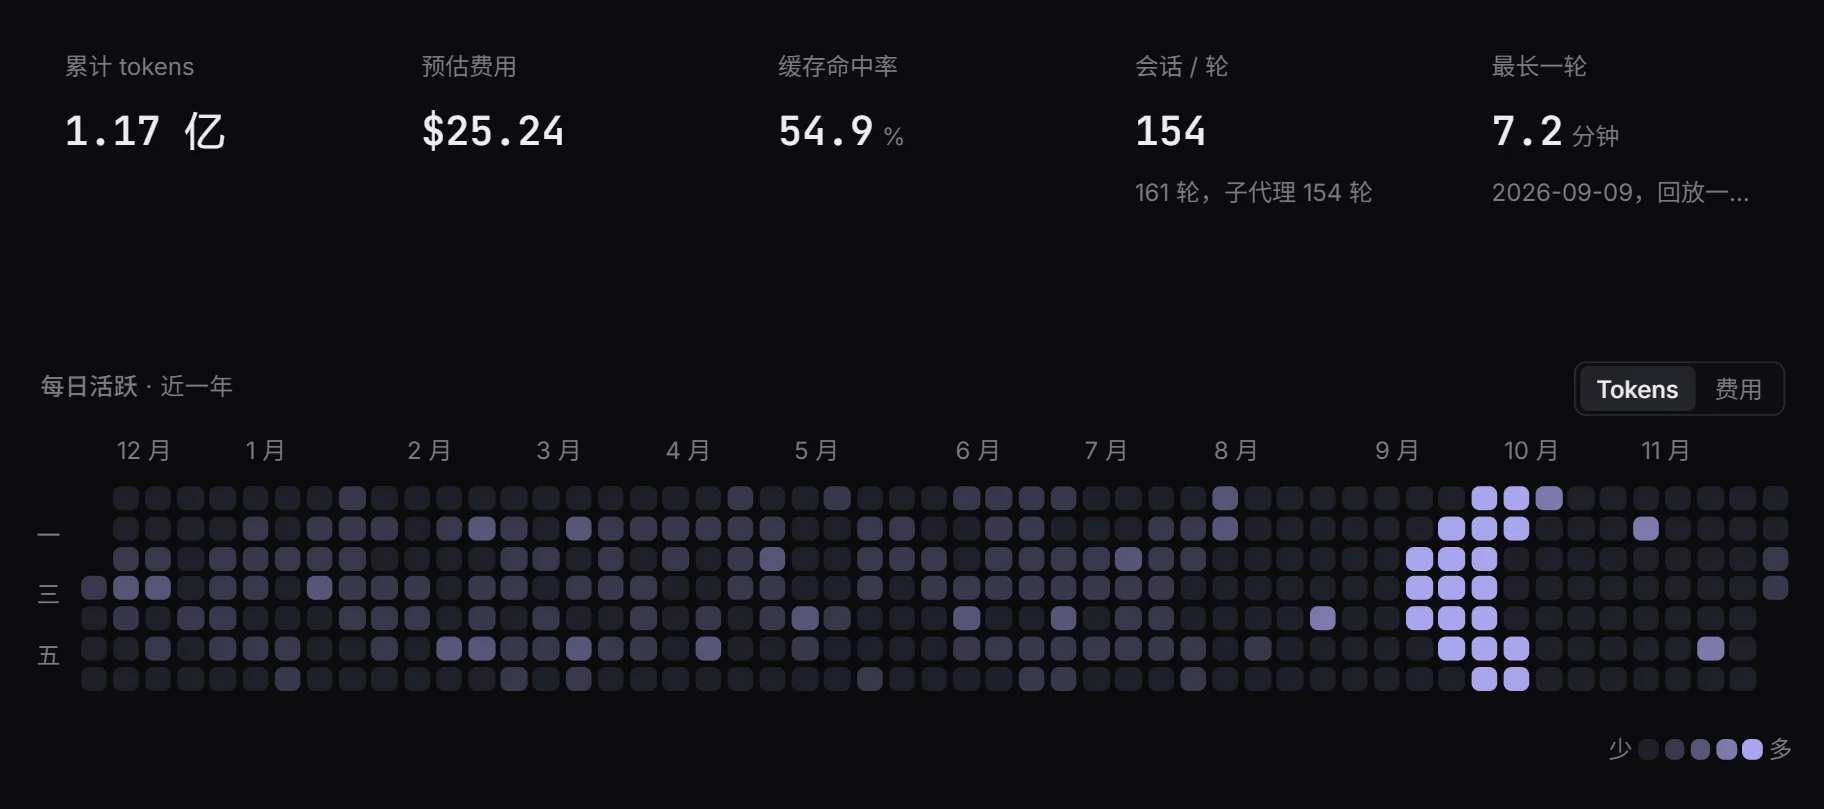 累计 tokens
预估费用
缓存命中率
会话 / 轮
最长一轮
1.17 亿
$25.24
54.9 %
154
7.2 分钟
161 轮，子代理 154 轮
2026-09-09，回放一...
每日活跃 · 近一年
Tokens
费用
12 月
1 月
2 月
3 月
4 月
5 月
6 月
7 月
8 月
9 月
10 月
11 月
一
三
五
少
多